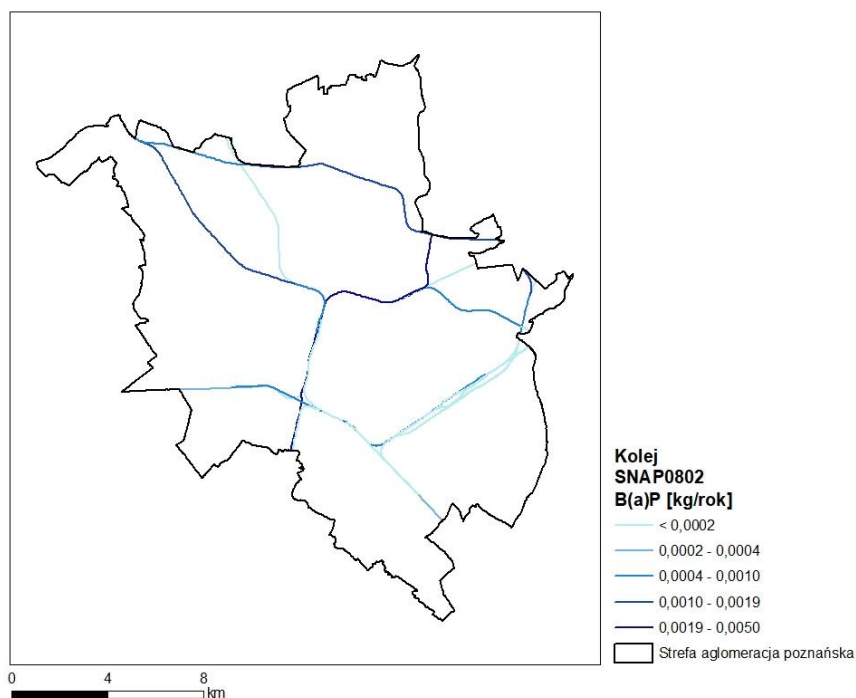 Kolej
SNAP0802
B(a)P [kg/rok]
< 0,0002
0,0002 - 0,0004
0,0004 - 0,0010
0,0010 - 0,0019
0,0019 - 0,0050
Strefa aglomeracja poznańska
0 4 8
km